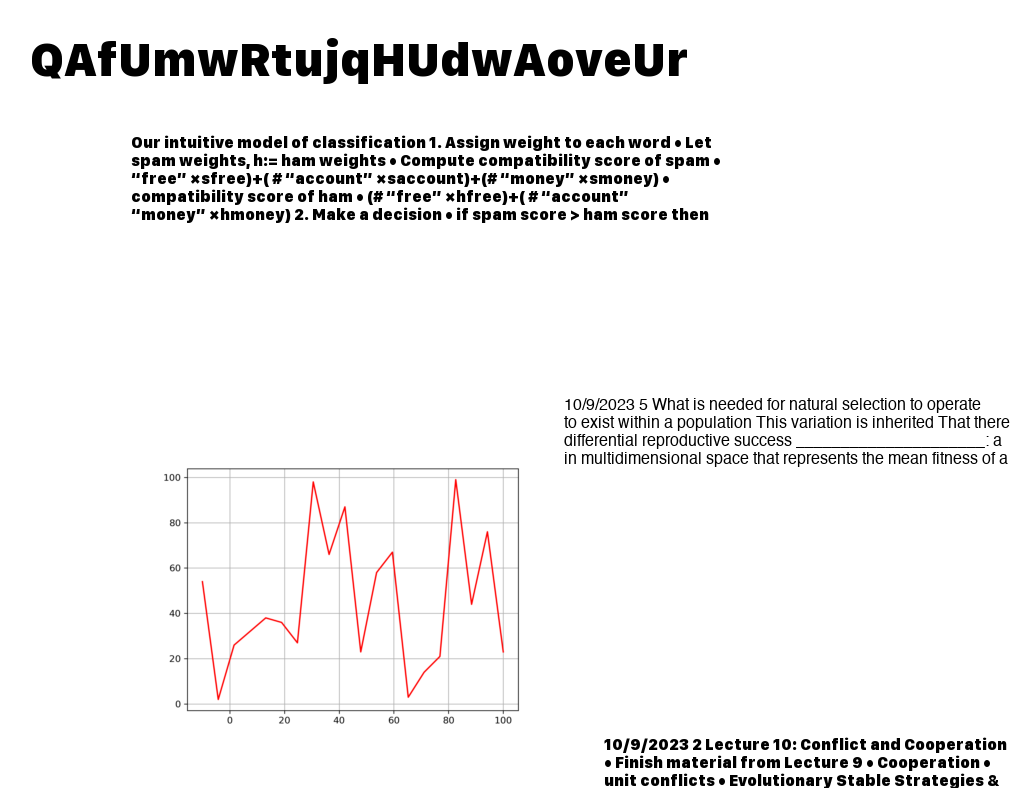 QAfUmwRtujqHUdwAoveUr
Our intuitive model of classification 1. Assign weight to each word • Let
spam weights, h:= ham weights • Compute compatibility score of spam •
“free” ×sfree)+( # “account” ×saccount)+(# “money” ×smoney) •
compatibility score of ham • (# “free” ×hfree)+( # “account”
“money” ×hmoney) 2. Make a decision • if spam score > ham score then
10/9/2023 5 What is needed for natural selection to operate
to exist within a population This variation is inherited That there
differential reproductive success ______________________: a
in multidimensional space that represents the mean fitness of a
100
80
60
40
20
0
0 20 40 60 80 100
10/9/2023 2 Lecture 10: Conflict and Cooperation
• Finish material from Lecture 9 • Cooperation •
unit conflicts • Evolutionary Stable Strategies &